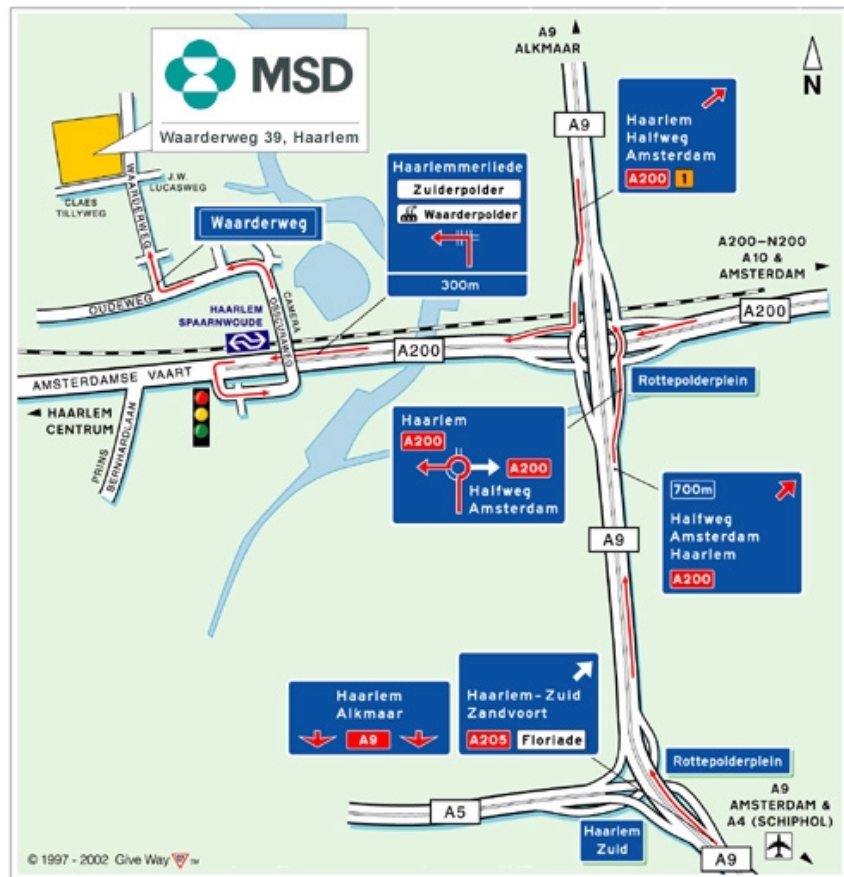 MSD
Waarderweg 39, Haarlem
A9
ALKMAAR
N
A9
Haarlem
Halfweg
Amsterdam
A200 1
Haarlemmerliede
Zuiderpolder
Waarderpolder
300m
J.W.
LUCASWEG
CLAES
TILLYWEG
WAARDERWEG
Waarderweg
A200-N200
A10 &
AMSTERDAM
OUDEWEG
HAARLEM
SPAARNWOUDE
CAMERA
OBSCURAWEG
A200
A200
AMSTERDAMSE VAART
Rottepolderplein
HAARLEM
CENTRUM
PRINS
BERNHARDLAAN
Haarlem
A200
A200
Halfweg
Amsterdam
700m
Halfweg
Amsterdam
Haarlem
A200
A9
Haarlem
Alkmaar
A9
Haarlem-Zuid
Zandvoort
A205 Floriade
Rottepolderplein
A9
AMSTERDAM &
A4 (SCHIPHOL)
A5
Haarlem
Zuid
A9
© 1997 - 2002 Give Way TM